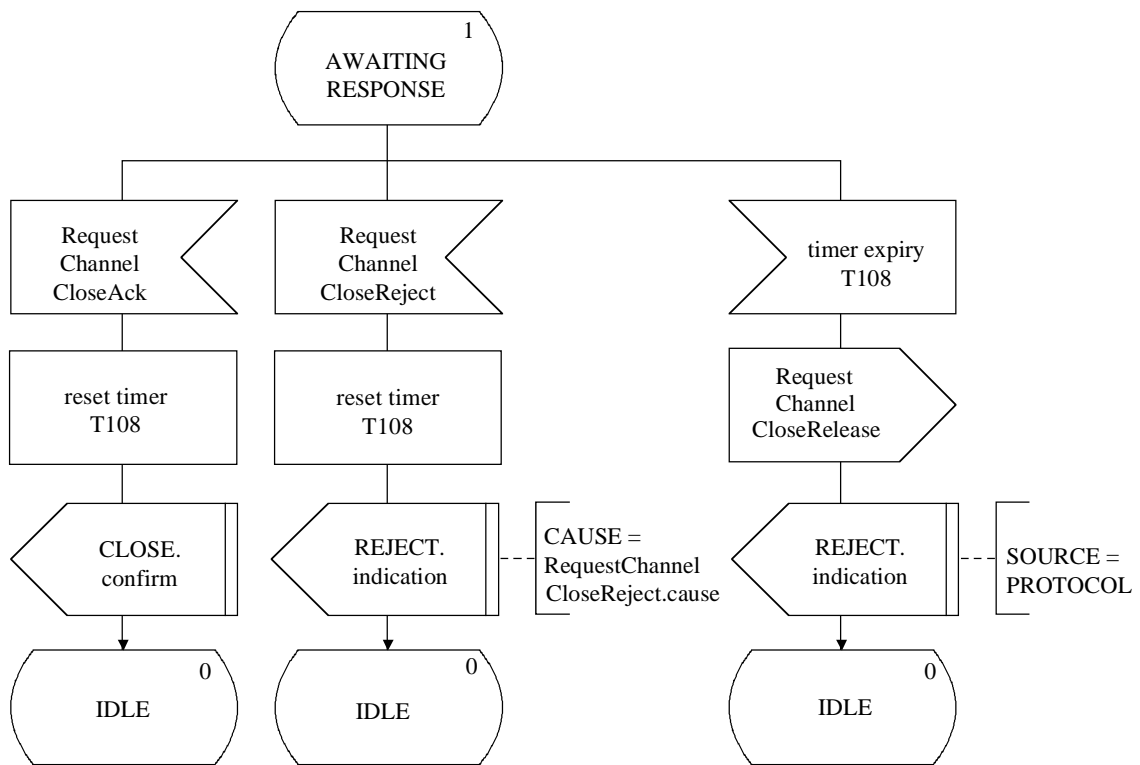 1
AWAITING
RESPONSE
Request
Channel
CloseAck
Request
Channel
CloseReject
timer expiry
T108
reset timer
T108
reset timer
T108
Request
Channel
CloseRelease
CLOSE.
confirm
REJECT.
indication
CAUSE =
RequestChannel
CloseReject.cause
REJECT.
indication
SOURCE =
PROTOCOL
0
IDLE
0
IDLE
0
IDLE